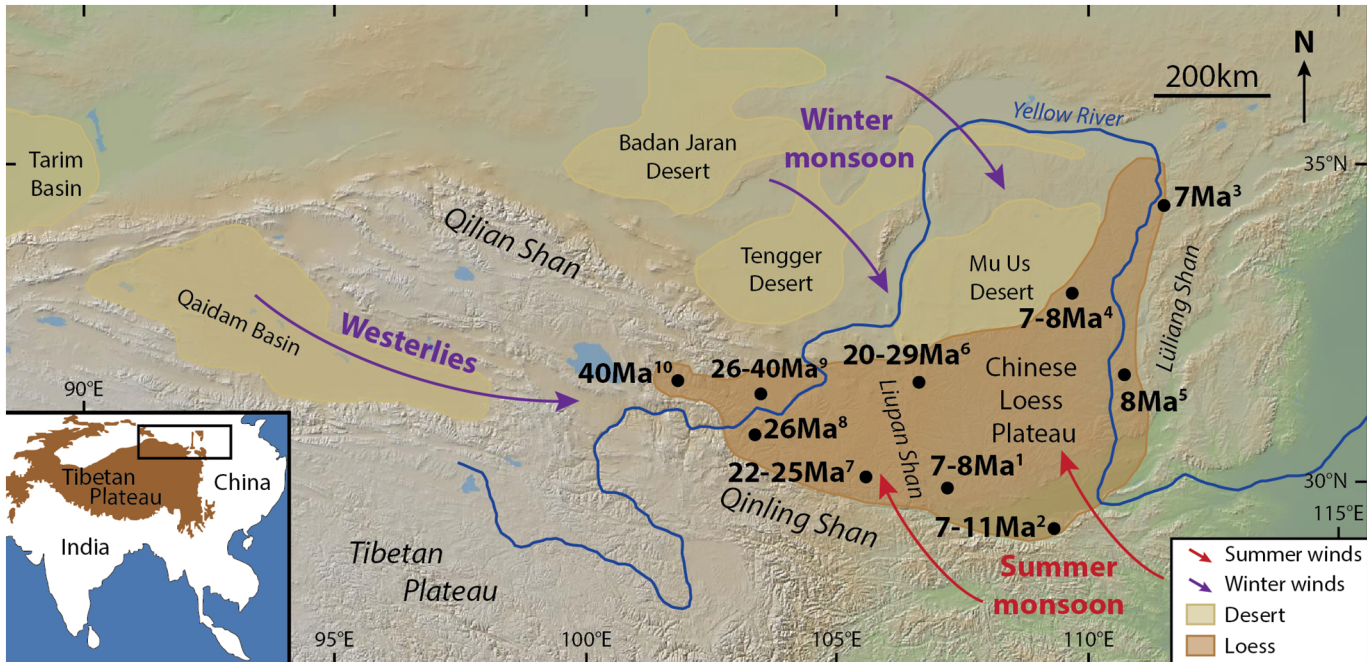 N
200km
Yellow River
Winter
monsoon
Badan Jaran
Desert
Tarim
Basin
35°N
7Ma³
Qilian Shan
Tengger
Desert
Mu Us
Desert
Qaidam Basin
Westerlies
7-8Ma⁴
Lüliang Shan
40Ma¹⁰
26-40Ma⁹
20-29Ma⁶
Chinese
Loess
Plateau
8Ma⁵
90°E
Liupan Shan
26Ma⁸
22-25Ma⁷
7-8Ma¹
Qinling Shan
7-11Ma²
30°N
115°E
Tibetan
Plateau
China
India
Tibetan
Plateau
Summer
monsoon
95°E
100°E
105°E
110°E
Summer winds
Winter winds
Desert
Loess